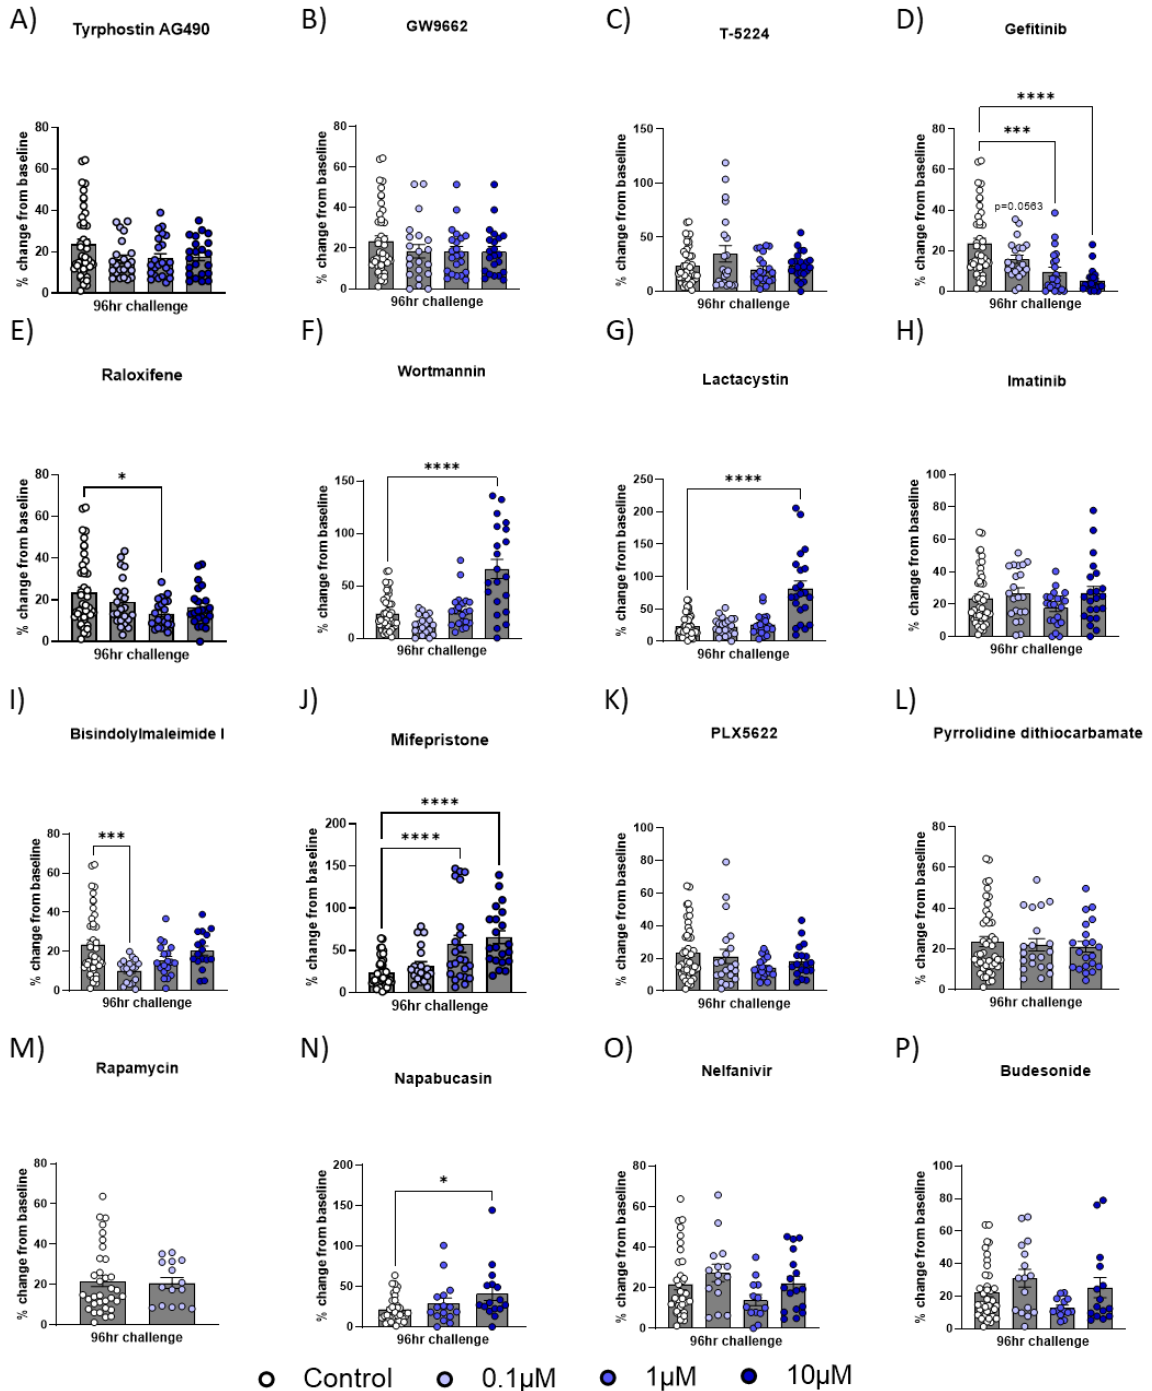 A) Tyrphostin AG490
B) GW9662
C) T-5224
D) Gefitinib
% change from baseline
80
60
40
20
0
96hr challenge
% change from baseline
80
60
40
20
0
96hr challenge
% change from baseline
150
100
50
0
96hr challenge
% change from baseline
80
60
40
20
0
****
***
p=0.0563
96hr challenge
E) Raloxifene
F) Wortmannin
G) Lactacystin
H) Imatinib
% change from baseline
80
60
40
20
0
*
96hr challenge
% change from baseline
150
100
50
0
****
96hr challenge
% change from baseline
250
200
150
100
50
0
****
96hr challenge
% change from baseline
100
80
60
40
20
0
96hr challenge
I) Bisindolylmaleimide I
J) Mifepristone
K) PLX5622
L) Pyrrolidine dithiocarbamate
% change from baseline
80
60
40
20
0
***
96hr challenge
% change from baseline
200
150
100
50
0
****
****
96hr challenge
% change from baseline
100
80
60
40
20
0
96hr challenge
% change from baseline
80
60
40
20
0
96hr challenge
M) Rapamycin
N) Napabucasin
O) Nelfanivir
P) Budesonide
% change from baseline
80
60
40
20
0
96hr challenge
% change from baseline
200
150
100
50
0
*
96hr challenge
% change from baseline
80
60
40
20
0
96hr challenge
% change from baseline
100
80
60
40
20
0
96hr challenge
Control 0.1µM 1µM 10µM